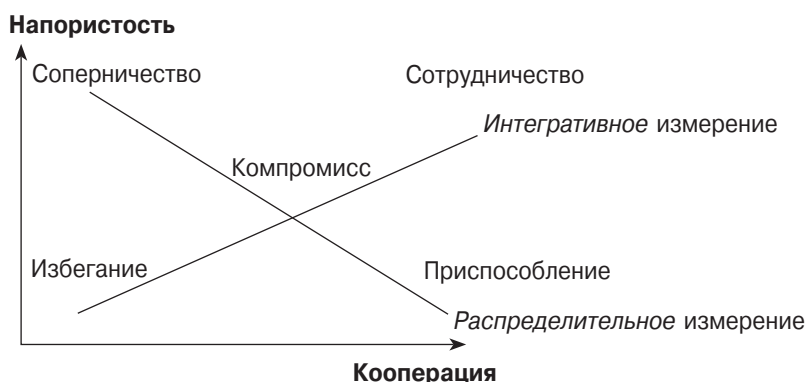 Напористость
Соперничество
Сотрудничество
Интегративное измерение
Компромисс
Избегание
Приспособление
Распределительное измерение
Кооперация